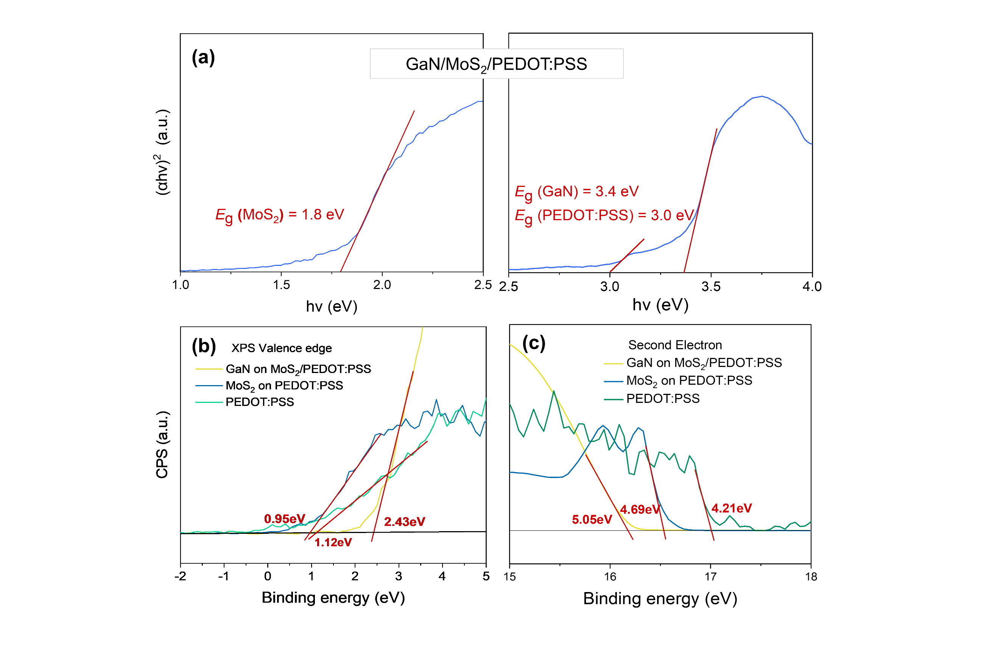 (a)
GaN/MoS₂/PEDOT:PSS
(αhv)² (a.u.)
Eg (MoS₂) = 1.8 eV
Eg (GaN) = 3.4 eV
Eg (PEDOT:PSS) = 3.0 eV
1.0 1.5 2.0 2.5
2.5 3.0 3.5 4.0
hv (eV)
hv (eV)
(b) XPS Valence edge
GaN on MoS₂/PEDOT:PSS
MoS₂ on PEDOT:PSS
PEDOT:PSS
CPS (a.u.)
0.95eV
2.43eV
1.12eV
-2 -1 0 1 2 3 4 5
Binding energy (eV)
(c) Second Electron
GaN on MoS₂/PEDOT:PSS
MoS₂ on PEDOT:PSS
PEDOT:PSS
5.05eV
4.69eV
4.21eV
15 16 17 18
Binding energy (eV)